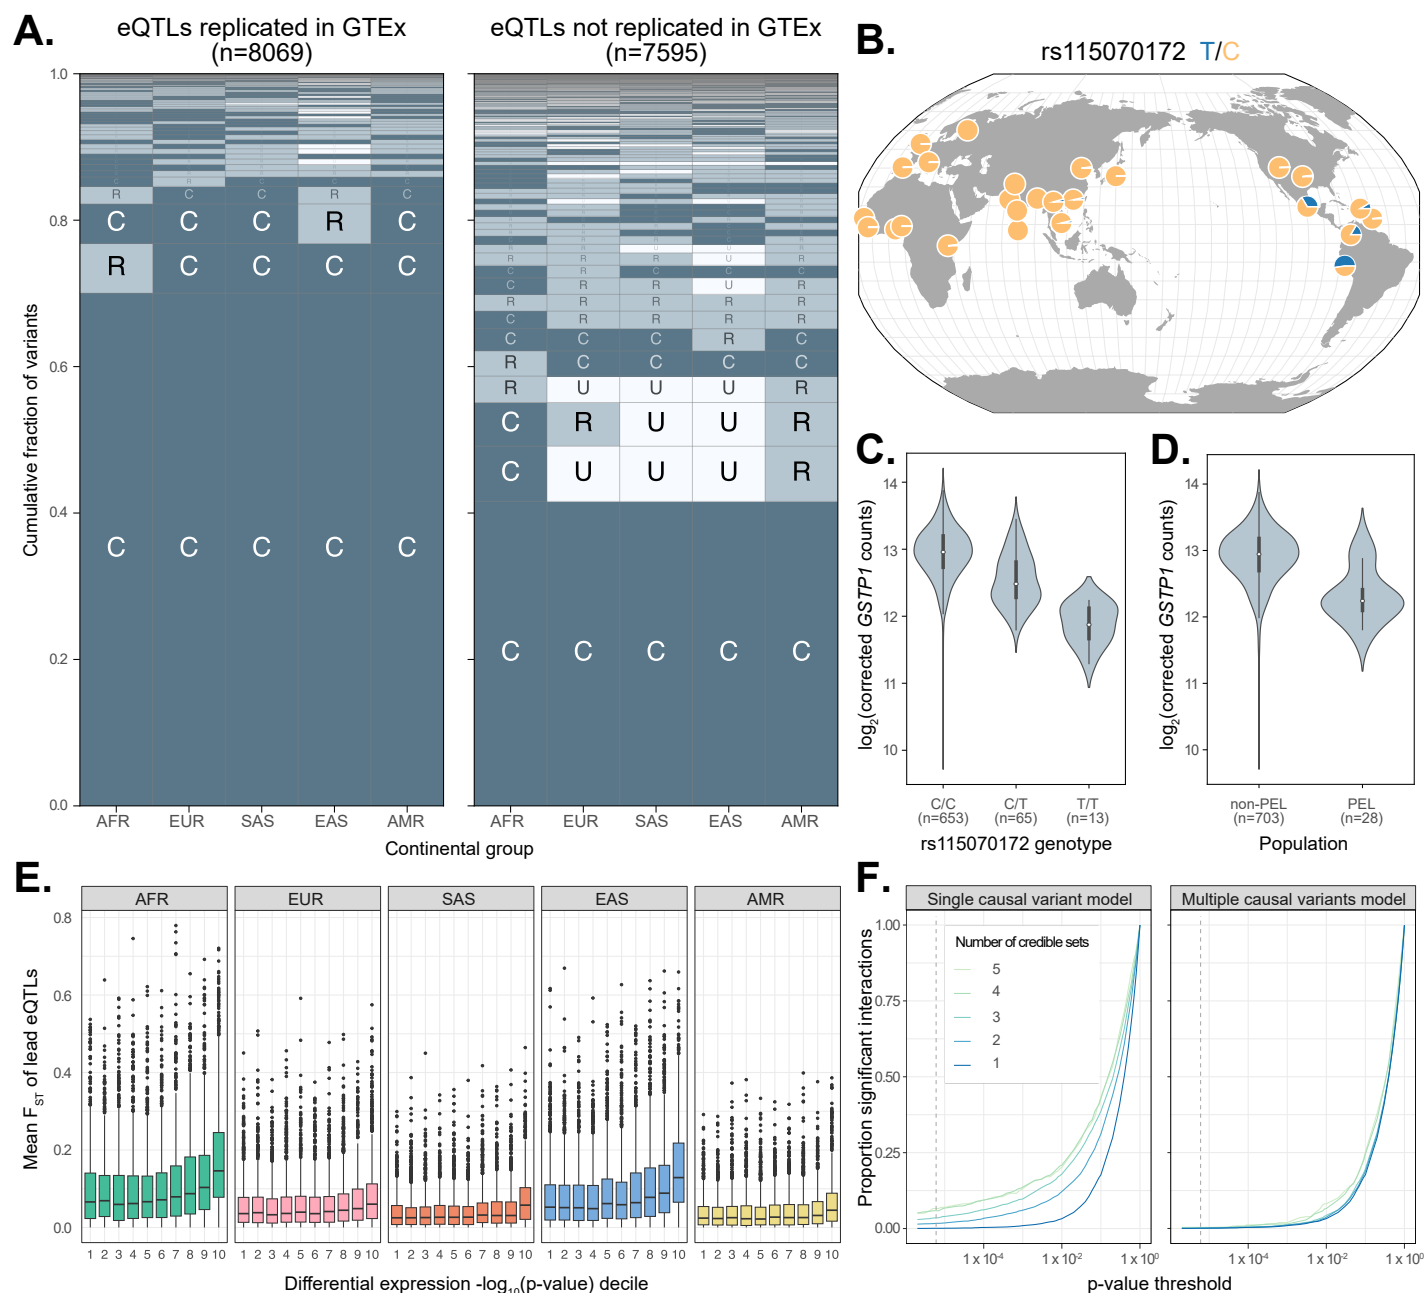 A.
eQTLs replicated in GTEx
(n=8069)
eQTLs not replicated in GTEx
(n=7595)
Cumulative fraction of variants
1.0
0.8
0.6
0.4
0.2
0.0
R C C R C
C C C R C
R C C C C
C C C C C
AFR EUR SAS EAS AMR
C R R U R
R R R R R
C R R R R
C C C R C
R C C C C
R U U U R
C R U U R
C U U U R
C C C C C
AFR EUR SAS EAS AMR
Continental group
B.
rs115070172 T/C
C.
log2(corrected GSTP1 counts)
14
13
12
11
10
C/C C/T T/T
(n=653) (n=65) (n=13)
rs115070172 genotype
D.
log2(corrected GSTP1 counts)
14
13
12
11
10
non-PEL PEL
(n=703) (n=28)
Population
E.
AFR EUR SAS EAS AMR
Mean FST of lead eQTLs
0.8
0.6
0.4
0.2
0.0
1 2 3 4 5 6 7 8 9 10 1 2 3 4 5 6 7 8 9 10 1 2 3 4 5 6 7 8 9 10 1 2 3 4 5 6 7 8 9 10 1 2 3 4 5 6 7 8 9 10
Differential expression -log10(p-value) decile
F.
Single causal variant model Multiple causal variants model
Proportion significant interactions
1.00
0.75
0.50
0.25
0.00
Number of credible sets
5
4
3
2
1
1 x 10-4 1 x 10-2 1 x 100 1 x 10-4 1 x 10-2 1 x 100
p-value threshold